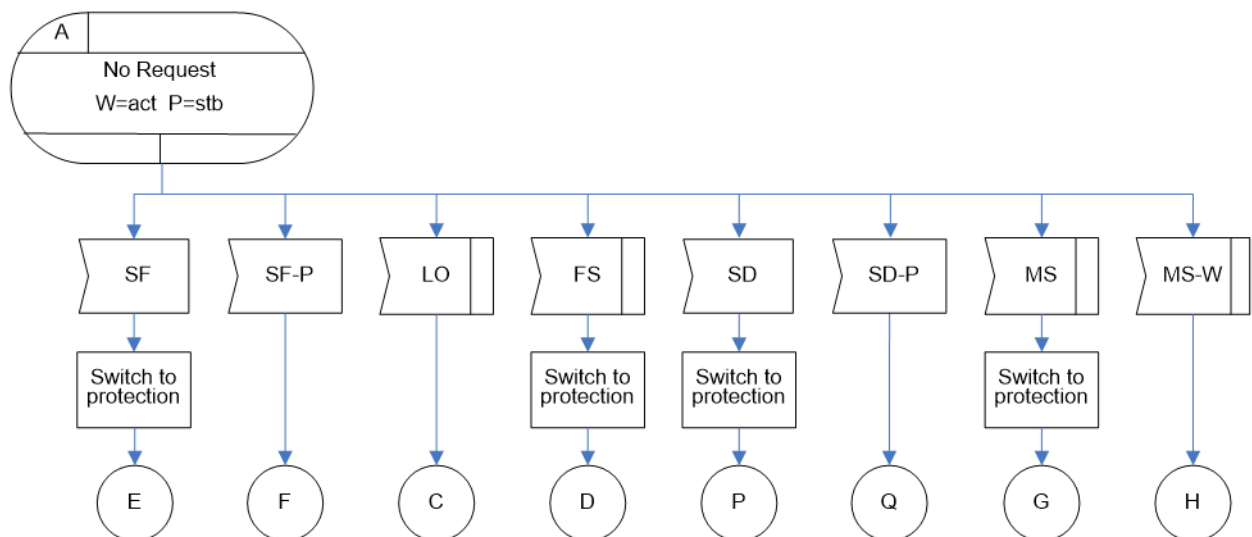 A
No Request
W=act P=stb
SF
SF-P
LO
FS
SD
SD-P
MS
MS-W
Switch to
protection
Switch to
protection
Switch to
protection
Switch to
protection
E
F
C
D
P
Q
G
H